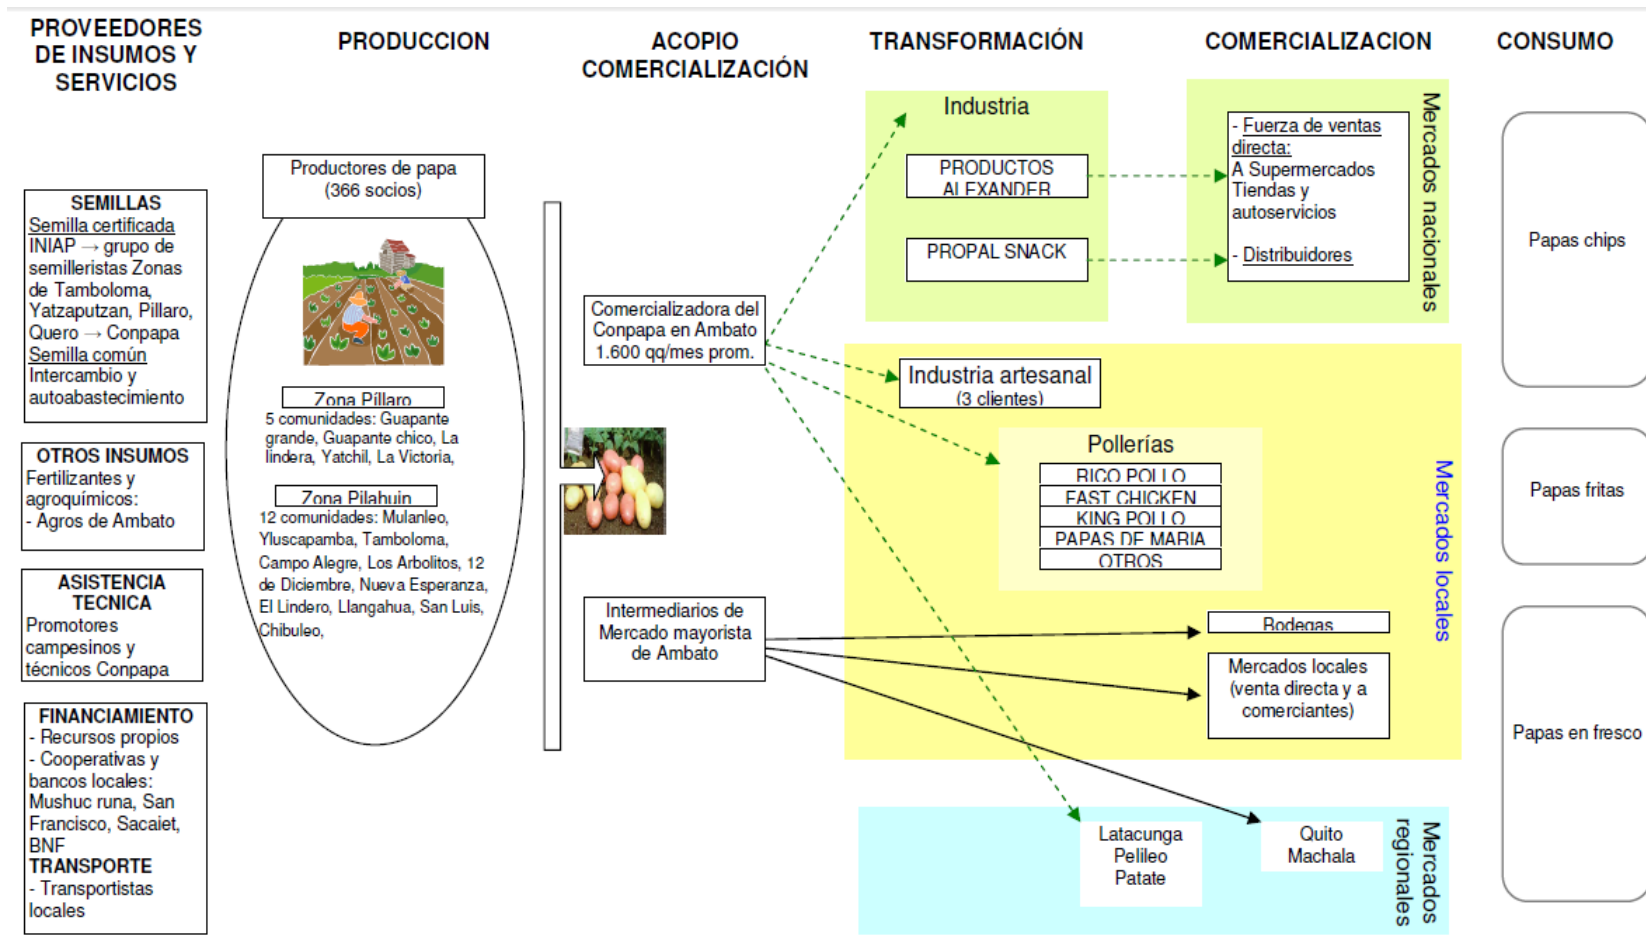 PROVEEDORES
DE INSUMOS Y
SERVICIOS
PRODUCCION
ACOPIO
COMERCIALIZACIÓN
TRANSFORMACIÓN
COMERCIALIZACION
CONSUMO
SEMILLAS
Semilla certificada
INIAP → grupo de
semilleristas Zonas
de Tamboloma,
Yatzaputzan, Pillaro,
Quero → Conpapa
Semilla común
Intercambio y
autoabastecimiento
OTROS INSUMOS
Fertilizantes y
agroquímicos:
- Agros de Ambato
ASISTENCIA
TECNICA
Promotores
campesinos y
técnicos Conpapa
FINANCIAMIENTO
- Recursos propios
- Cooperativas y
bancos locales:
Mushuc runa, San
Francisco, Sacaiet,
BNF
TRANSPORTE
- Transportistas
locales
Productores de papa
(366 socios)
Zona Píllaro
5 comunidades: Guapante
grande, Guapante chico, La
lindera, Yatchil, La Victoria,
Zona Pilahuin
12 comunidades: Mulanleo,
Yluscapamba, Tamboloma,
Campo Alegre, Los Arbolitos, 12
de Diciembre, Nueva Esperanza,
El Lindero, Llangahua, San Luis,
Chibuleo,
Comercializadora del
Conpapa en Ambato
1.600 qq/mes prom.
Intermediarios de
Mercado mayorista
de Ambato
Industria
PRODUCTOS
ALEXANDER
PROPAL SNACK
- Fuerza de ventas
directa:
A Supermercados
Tiendas y
autoservicios
- Distribuidores
Mercados nacionales
Industria artesanal
(3 clientes)
Pollerías
RICO POLLO
FAST CHICKEN
KING POLLO
PAPAS DE MARIA
OTROS
Bodegas
Mercados locales
(venta directa y a
comerciantes)
Mercados locales
Latacunga
Pelileo
Patate
Quito
Machala
Mercados
regionales
Papas chips
Papas fritas
Papas en fresco